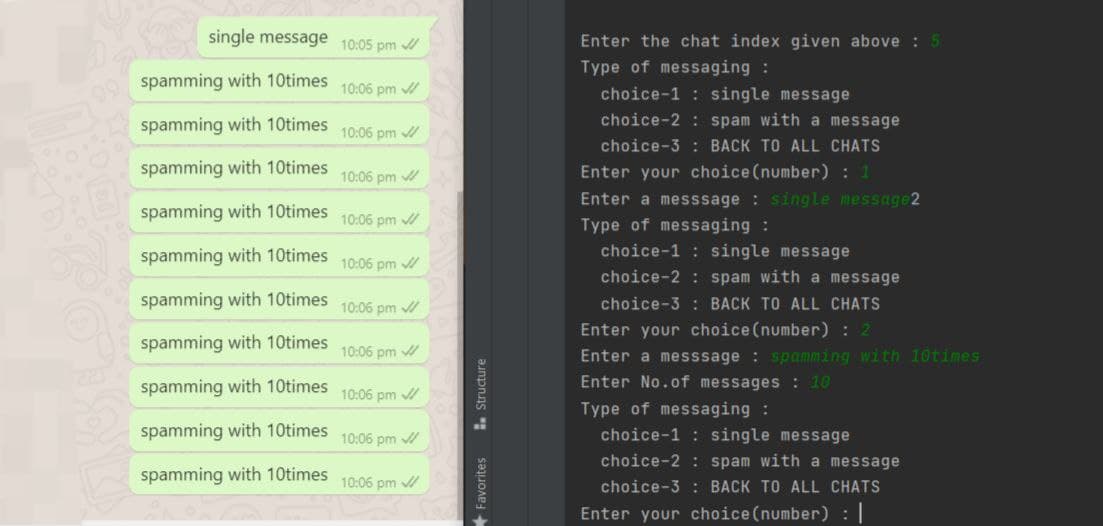 single message 10:05 pm
spamming with 10times 10:06 pm
spamming with 10times 10:06 pm
spamming with 10times 10:06 pm
spamming with 10times 10:06 pm
spamming with 10times 10:06 pm
spamming with 10times 10:06 pm
spamming with 10times 10:06 pm
spamming with 10times 10:06 pm
spamming with 10times 10:06 pm
spamming with 10times 10:06 pm
Structure
Favorites
Enter the chat index given above : 5
Type of messaging :
choice-1 : single message
choice-2 : spam with a message
choice-3 : BACK TO ALL CHATS
Enter your choice(number) : 1
Enter a messsage : single message2
Type of messaging :
choice-1 : single message
choice-2 : spam with a message
choice-3 : BACK TO ALL CHATS
Enter your choice(number) : 2
Enter a messsage : spamming with 10times
Enter No.of messages : 10
Type of messaging :
choice-1 : single message
choice-2 : spam with a message
choice-3 : BACK TO ALL CHATS
Enter your choice(number) :